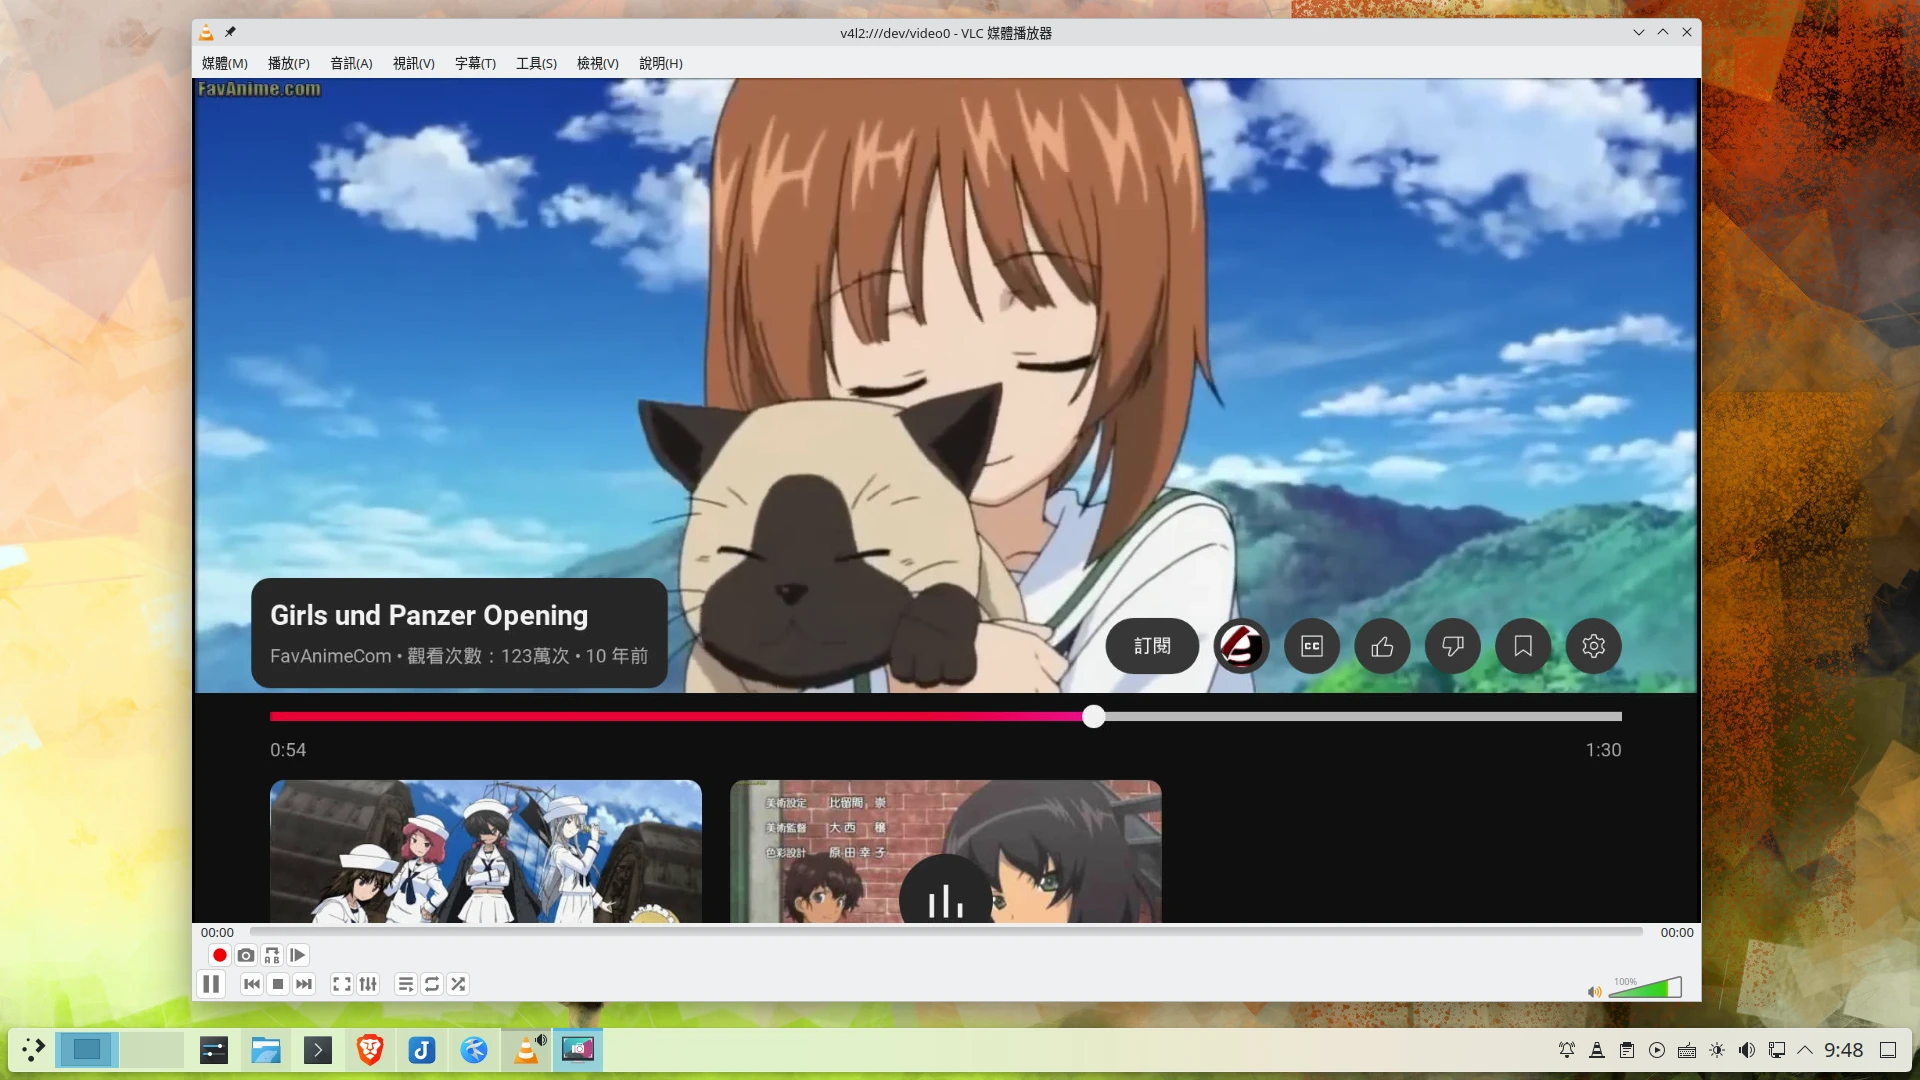 v4l2:///dev/video0 - VLC 媒體播放器
媒體(M) 播放(P) 音訊(A) 視訊(V) 字幕(T) 工具(S) 檢視(V) 說明(H)
FavAnime.com
Girls und Panzer Opening
FavAnimeCom • 觀看次數：123萬次 • 10 年前
訂閱
CC
0:54
1:30
美術設定 比留間 崇
美術監督 大西 穣
色彩設計 原田幸子
00:00
00:00
A B
100%
9:48